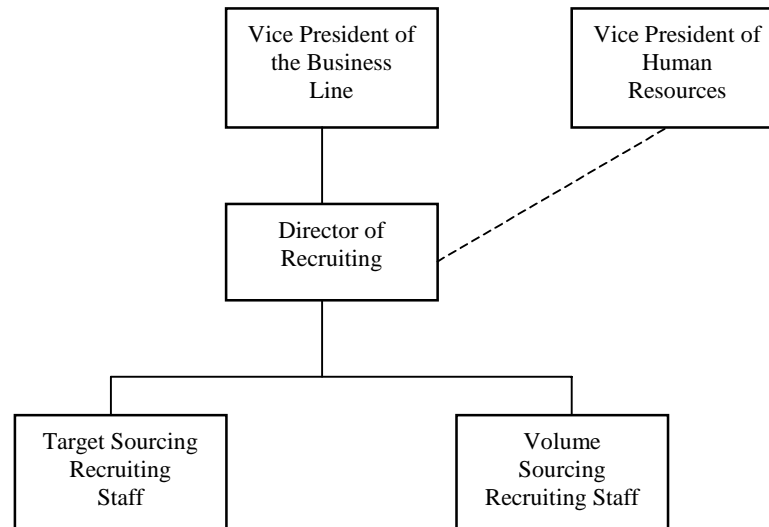 Vice President of
the Business
Line
Vice President of
Human
Resources
Director of
Recruiting
Target Sourcing
Recruiting
Staff
Volume
Sourcing
Recruiting Staff